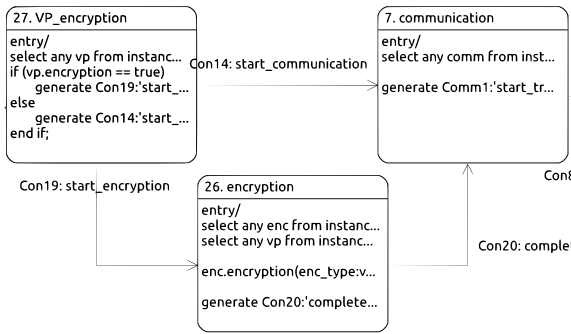 27. VP_encryption
entry/
select any vp from instanc...
if (vp.encryption == true)
generate Con19:'start_...
else
generate Con14:'start_...
end if;
Con14: start_communication
7. communication
entry/
select any comm from inst...
generate Comm1:'start_tr...
Con19: start_encryption
26. encryption
entry/
select any enc from instanc...
select any vp from instanc...
enc.encryption(enc_type:v...
generate Con20:'complete...
Con8
Con20: comple